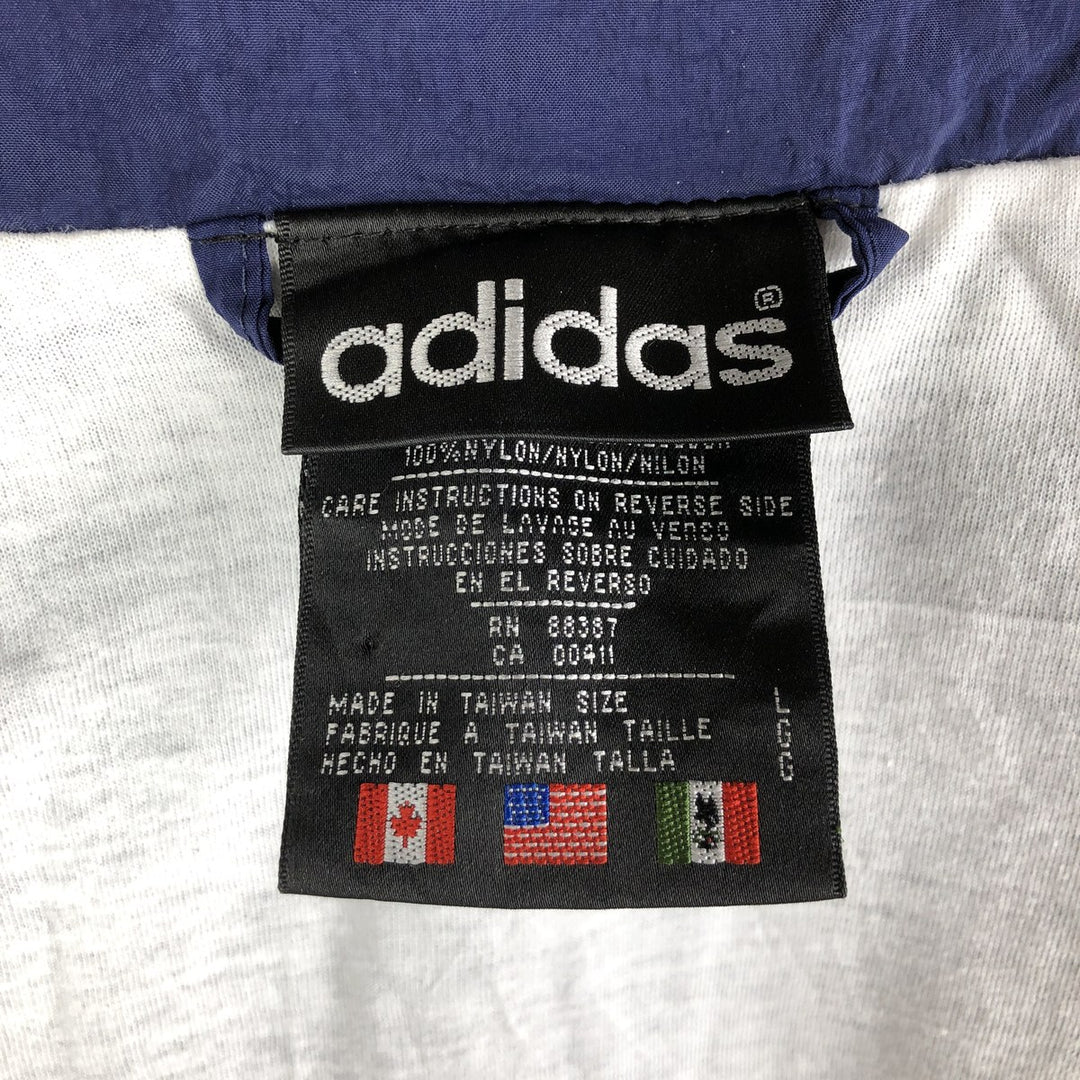 adidas®
100%NYLON/NYLON/NILON
CARE INSTRUCTIONS ON REVERSE SIDE
MODE DE LAVAGE AU VERSO
INSTRUCCIONES SOBRE CUIDADO
EN EL REVERSO
RN 88387
CA 00411
MADE IN TAIWAN SIZE L
FABRIQUE A TAIWAN TAILLE G
HECHO EN TAIWAN TALLA G